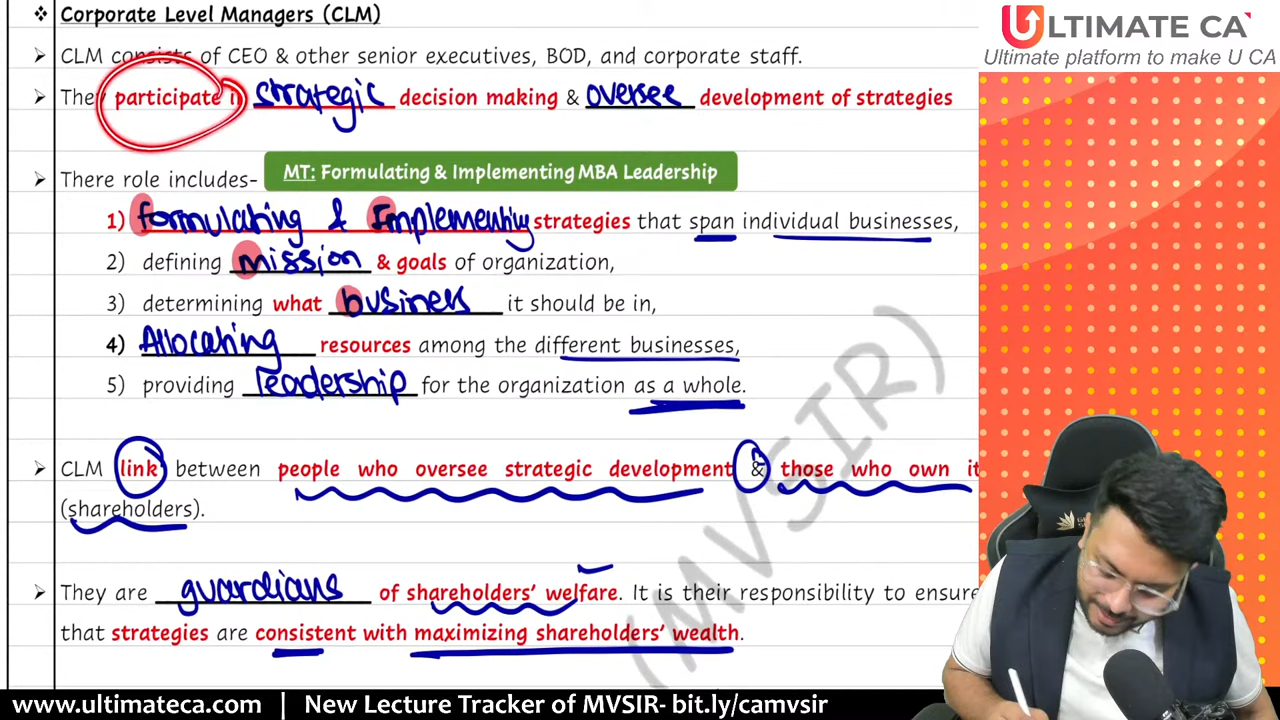 ❖ Corporate Level Managers (CLM)
ULTIMATE CA
Ultimate platform to make U CA
➢ CLM consists of CEO & other senior executives, BOD, and corporate staff.
➢ They participate in strategic decision making & oversee development of strategies
➢ There role includes- MT: Formulating & Implementing MBA Leadership
1) formulating & Implementing strategies that span individual businesses,
2) defining mission & goals of organization,
3) determining what business it should be in,
4) Allocating resources among the different businesses,
5) providing leadership for the organization as a whole.
➢ CLM link between people who oversee strategic development & those who own it
(shareholders).
➢ They are guardians of shareholders’ welfare. It is their responsibility to ensure
that strategies are consistent with maximizing shareholders’ wealth.
(MVSIR)
www.ultimateca.com | New Lecture Tracker of MVSIR- bit.ly/camvsir